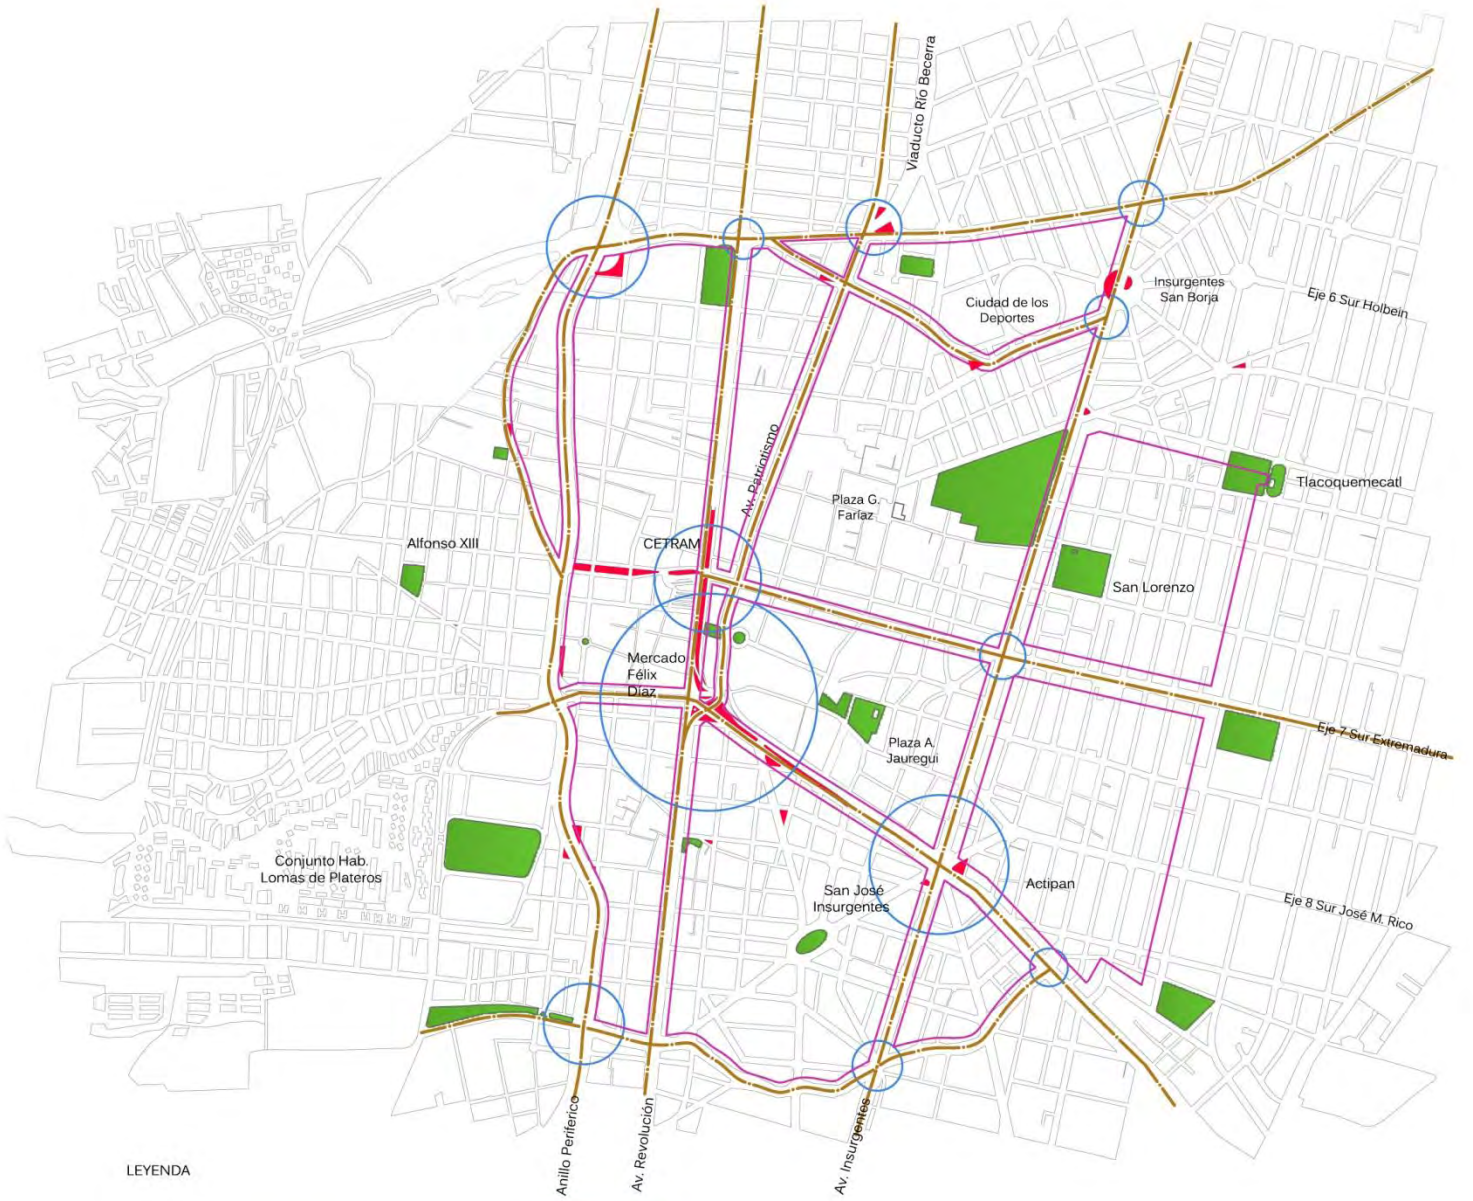 Viaducto Río Becerra
Insurgentes
San Borja
Eje 6 Sur Holbein
Ciudad de los
Deportes
Av. Patriotismo
Tlacoquemecatl
Plaza G.
Faríaz
Alfonso XIII
CETRAM
San Lorenzo
Mercado
Félix
Díaz
Plaza A.
Jauregui
Eje 7 Sur Extremadura
Conjunto Hab.
Lomas de Plateros
San José
Insurgentes
Actipan
Eje 8 Sur José M. Rico
Anillo Periferico
Av. Revolución
Av. Insurgentes
LEYENDA